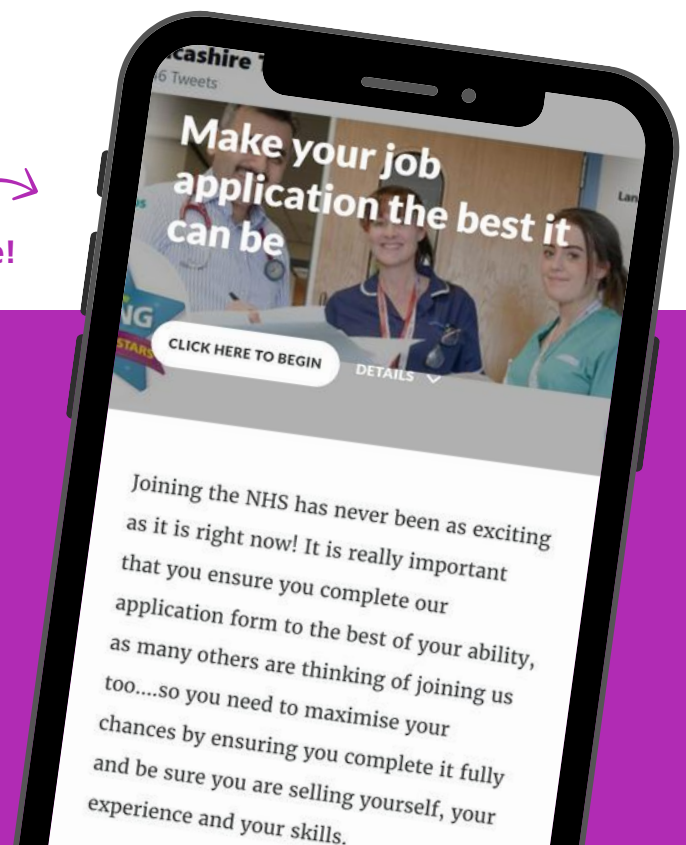 cashire
6 Tweets
Make your job
application the best it
can be
Lan
e!
NG
STARS
CLICK HERE TO BEGIN
DETAILS
Joining the NHS has never been as exciting
as it is right now! It is really important
that you ensure you complete our
application form to the best of your ability,
as many others are thinking of joining us
too....so you need to maximise your
chances by ensuring you complete it fully
and be sure you are selling yourself, your
experience and your skills.